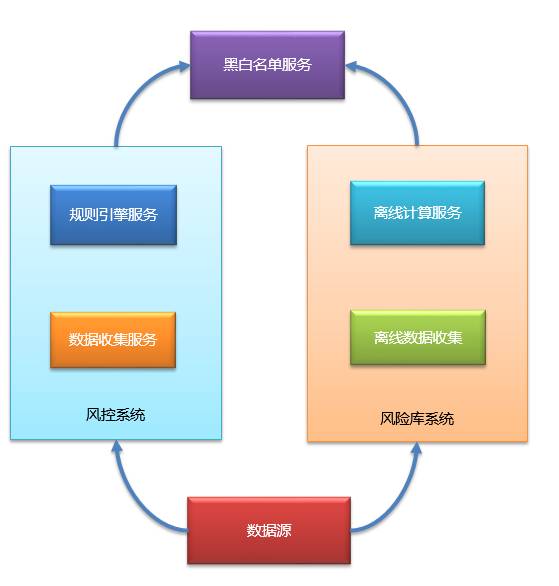 黑白名单服务
规则引擎服务
离线计算服务
数据收集服务
离线数据收集
风控系统
风险库系统
数据源